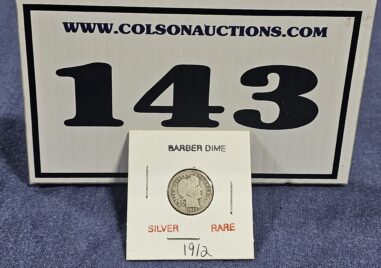 WWW.COLSONAUCTIONS.COM
143
BARBER DIME
SILVER RARE
1912